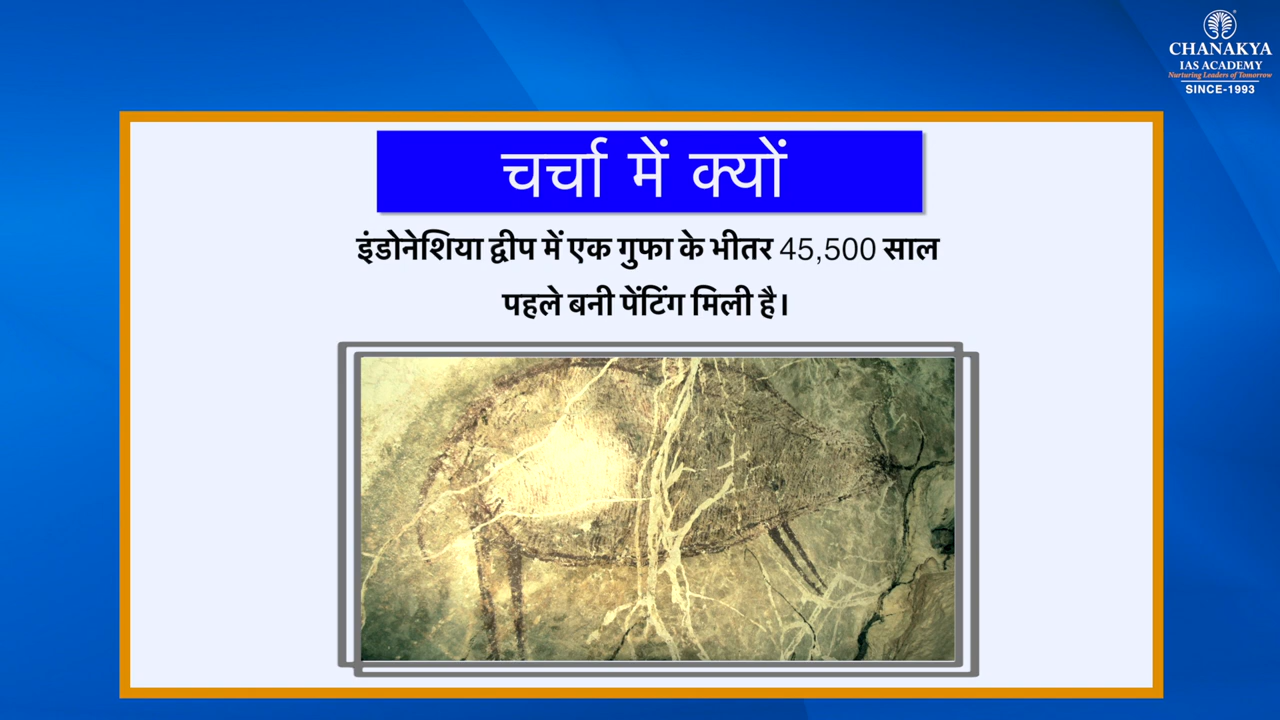 CHANAKYA
IAS ACADEMY
Nurturing Leaders of Tomorrow
SINCE-1993
चर्चा में क्यों
इंडोनेशिया द्वीप में एक गुफा के भीतर 45,500 साल
पहले बनी पेंटिंग मिली है।